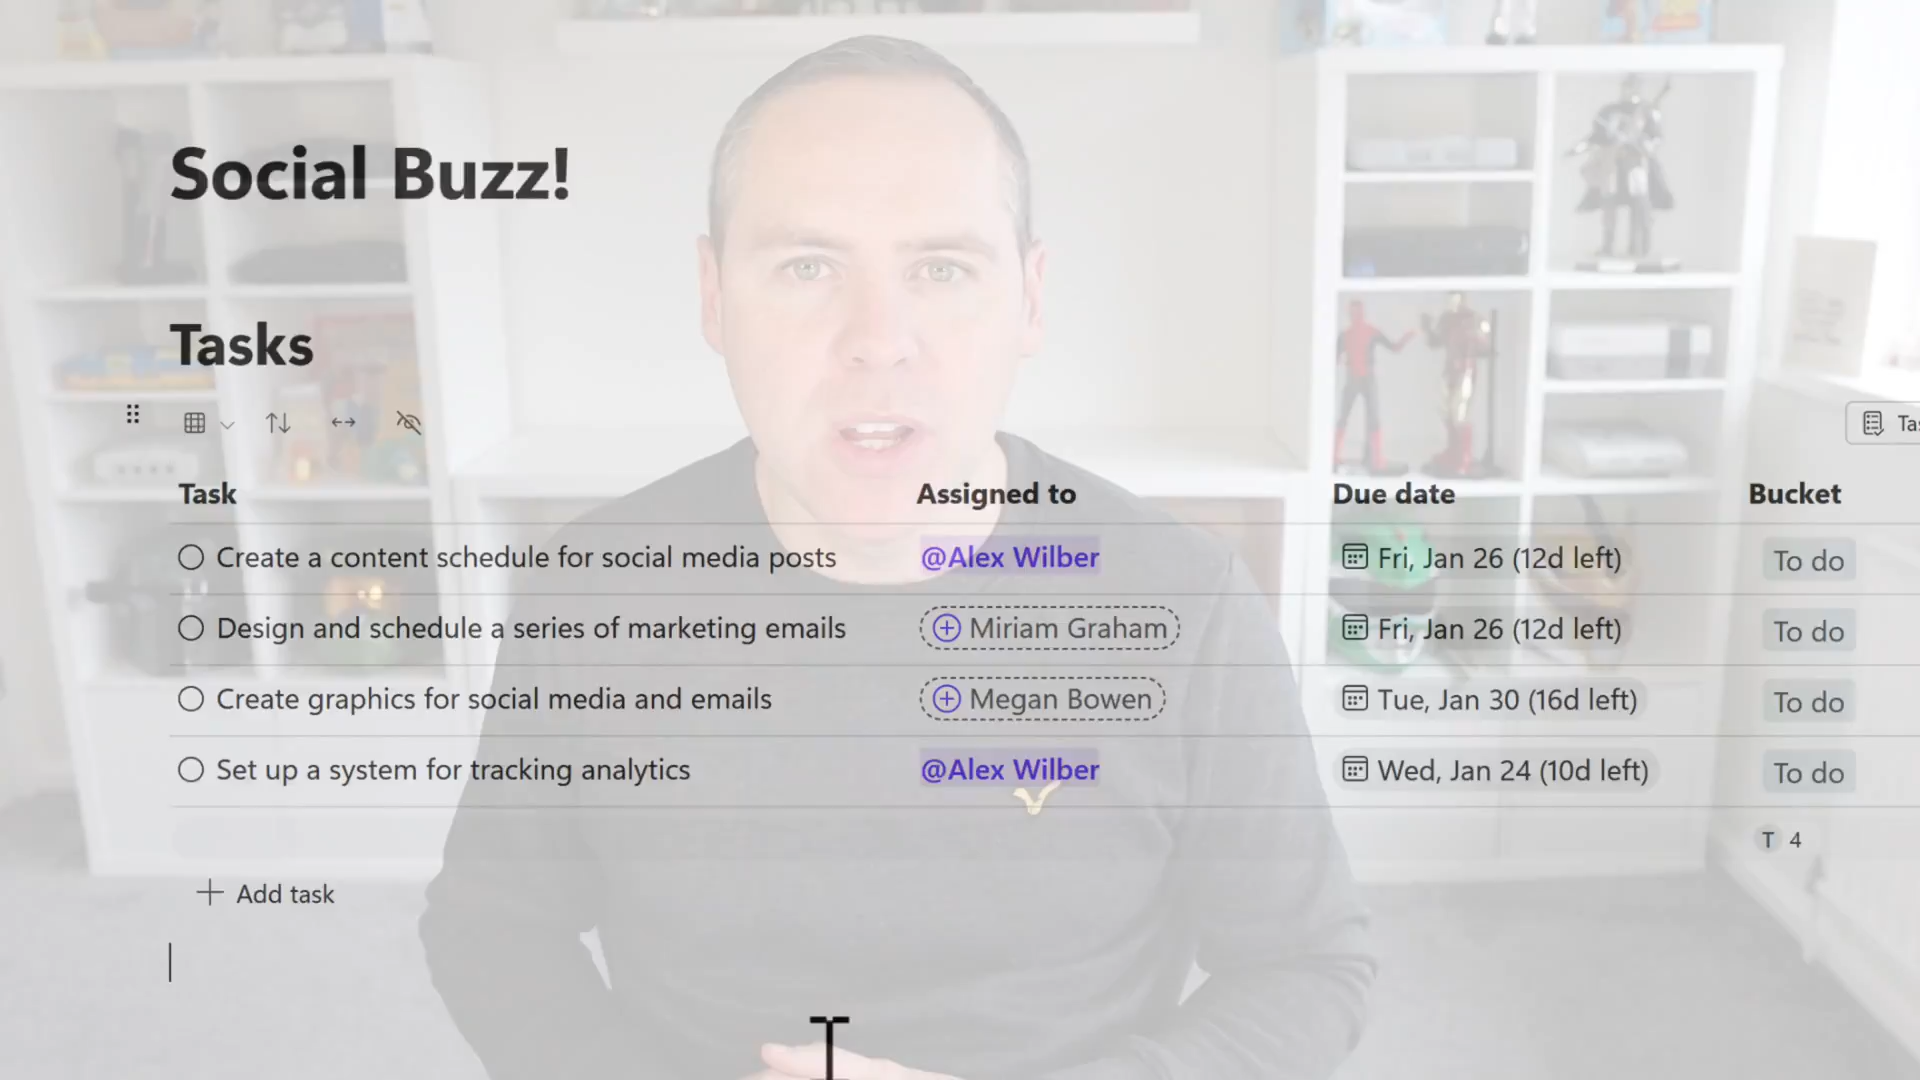 Social Buzz!
Tasks
Tas
Task Assigned to Due date Bucket
Create a content schedule for social media posts @Alex Wilber Fri, Jan 26 (12d left) To do
Design and schedule a series of marketing emails Miriam Graham Fri, Jan 26 (12d left) To do
Create graphics for social media and emails Megan Bowen Tue, Jan 30 (16d left) To do
Set up a system for tracking analytics @Alex Wilber Wed, Jan 24 (10d left) To do
T 4
Add task